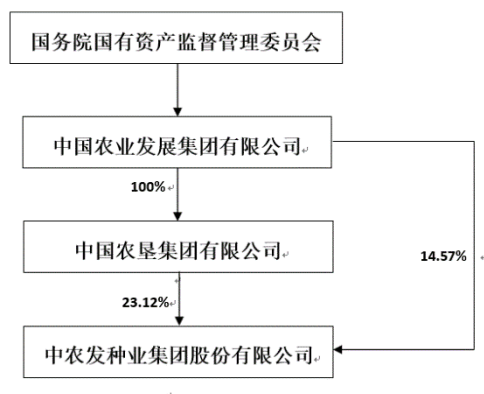 国务院国有资产监督管理委员会
中国农业发展集团有限公司
100%
中国农垦集团有限公司
14.57%
23.12%
中农发种业集团股份有限公司